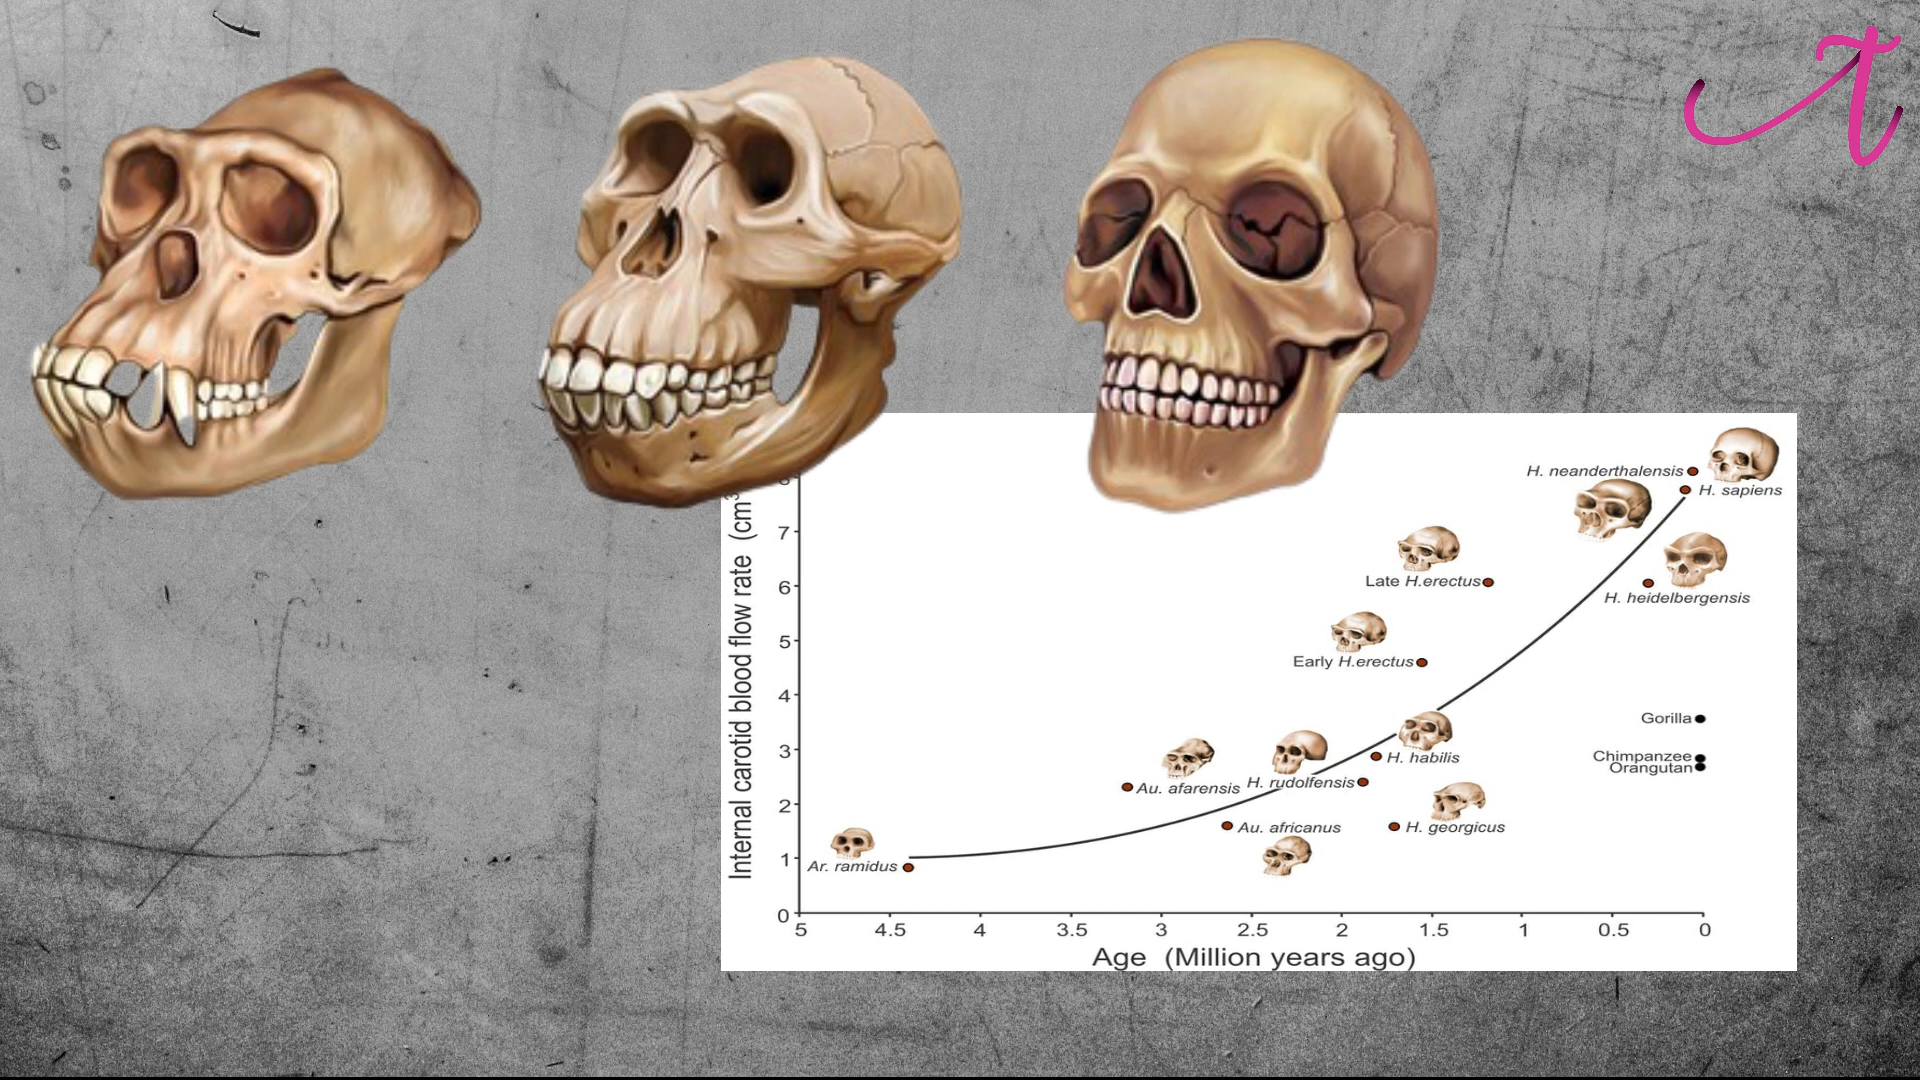 H. neanderthalensis
H. sapiens
7
Late H.erectus
6
H. heidelbergensis
5
Early H.erectus
4
Gorilla
3
Chimpanzee
H. habilis
Orangutan
Au. afarensis
H. rudolfensis
2
Au. africanus
H. georgicus
1
Ar. ramidus
0
5 4.5 4 3.5 3 2.5 2 1.5 1 0.5 0
Age (Million years ago)
Internal carotid blood flow rate (cm